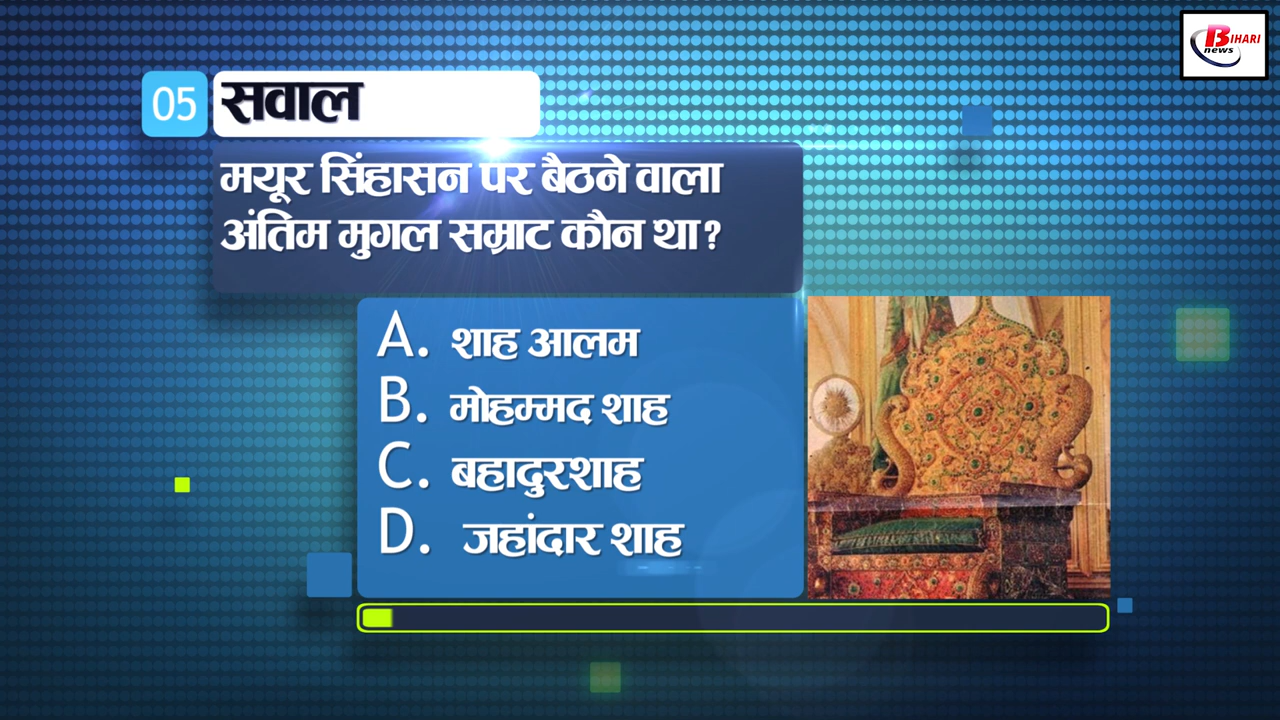 BIHARI
news
05 सवाल
मयूर सिंहासन पर बैठने वाला
अंतिम मुगल सम्राट कौन था?
A. शाह आलम
B. मोहम्मद शाह
C. बहादुरशाह
D. जहांदार शाह